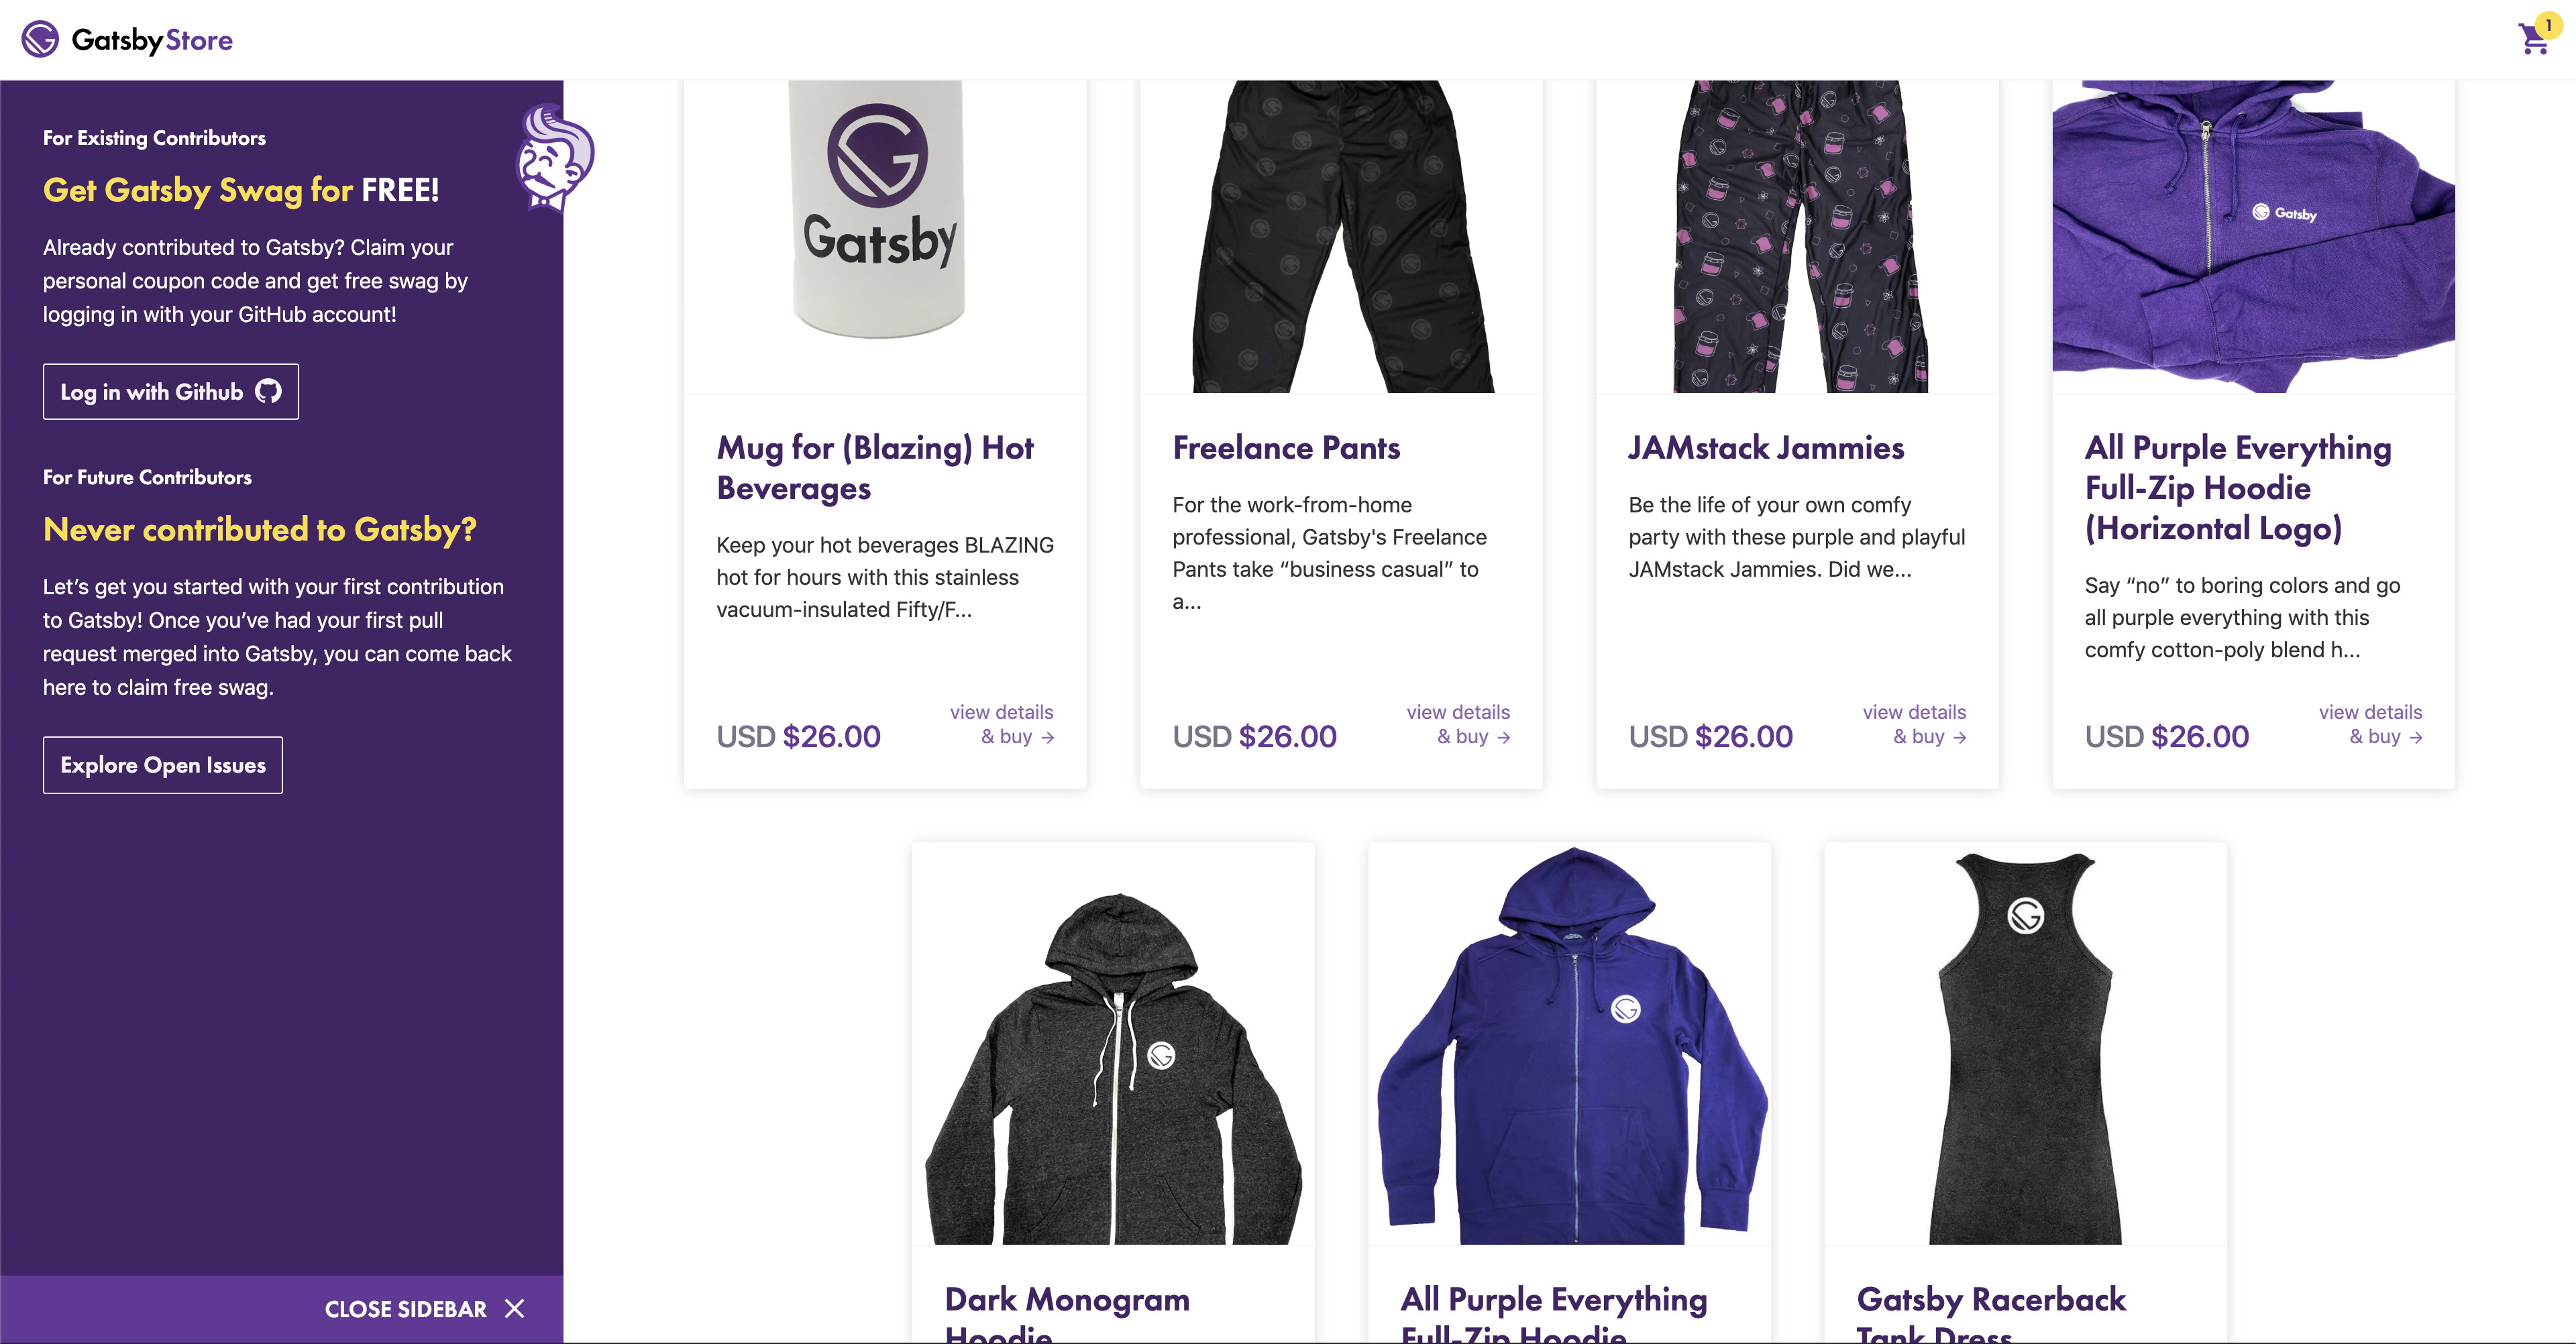 GatsbyStore
1
For Existing Contributors
Get Gatsby Swag for FREE!
Already contributed to Gatsby? Claim your
personal coupon code and get free swag by
logging in with your GitHub account!
Log in with Github
For Future Contributors
Never contributed to Gatsby?
Let’s get you started with your first contribution
to Gatsby! Once you’ve had your first pull
request merged into Gatsby, you can come back
here to claim free swag.
Explore Open Issues
CLOSE SIDEBAR
Gatsby
Mug for (Blazing) Hot
Beverages
Keep your hot beverages BLAZING
hot for hours with this stainless
vacuum-insulated Fifty/F...
USD $26.00
view details
& buy →
Freelance Pants
For the work-from-home
professional, Gatsby's Freelance
Pants take “business casual” to
a...
USD $26.00
view details
& buy →
JAMstack Jammies
Be the life of your own comfy
party with these purple and playful
JAMstack Jammies. Did we...
USD $26.00
view details
& buy →
Gatsby
All Purple Everything
Full-Zip Hoodie
(Horizontal Logo)
Say “no” to boring colors and go
all purple everything with this
comfy cotton-poly blend h...
USD $26.00
view details
& buy →
Dark Monogram
Hoodie
All Purple Everything
Full-Zip Hoodie
Gatsby Racerback
Tank Dress